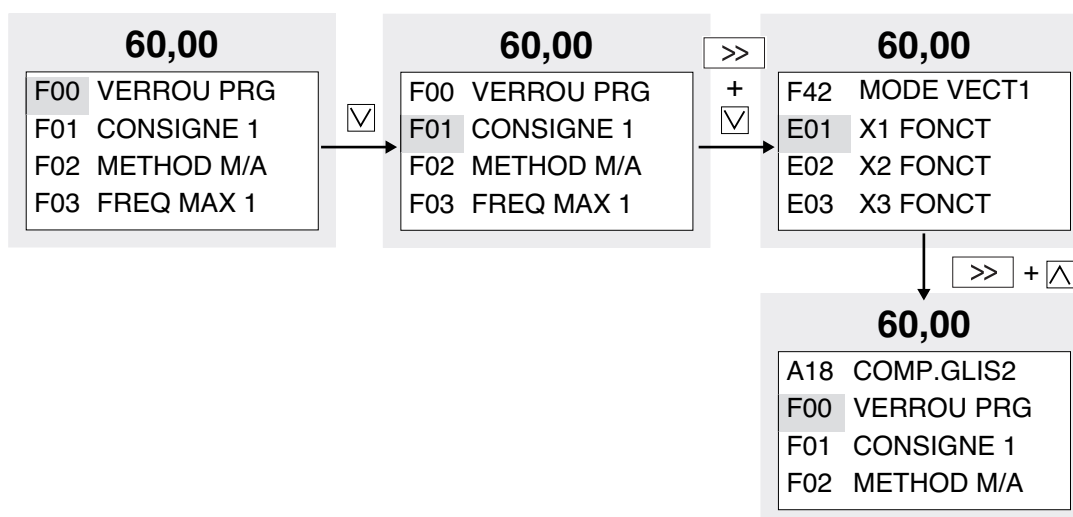 60,00
F00 VERROU PRG
F01 CONSIGNE 1
F02 METHOD M/A
F03 FREQ MAX 1
60,00
F00 VERROU PRG
F01 CONSIGNE 1
F02 METHOD M/A
F03 FREQ MAX 1
>>
+
60,00
F42 MODE VECT1
E01 X1 FONCT
E02 X2 FONCT
E03 X3 FONCT
>> +
60,00
A18 COMP.GLIS2
F00 VERROU PRG
F01 CONSIGNE 1
F02 METHOD M/A